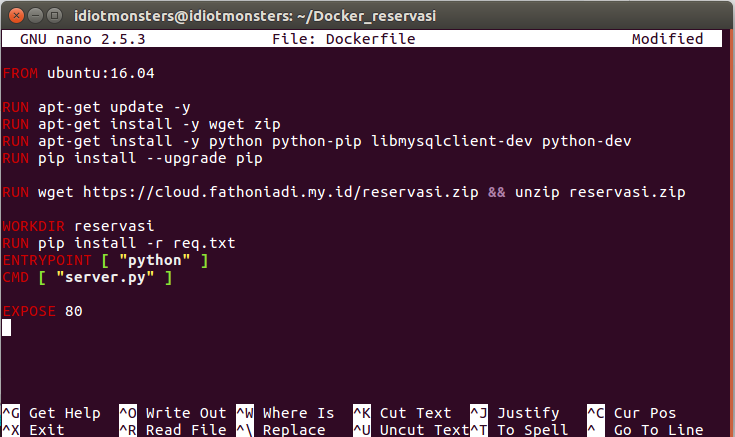 idiotmonsters@idiotmonsters: ~/Docker_reservasi
GNU nano 2.5.3 File: Dockerfile Modified
FROM ubuntu:16.04
RUN apt-get update -y
RUN apt-get install -y wget zip
RUN apt-get install -y python python-pip libmysqlclient-dev python-dev
RUN pip install --upgrade pip
RUN wget https://cloud.fathoniadi.my.id/reservasi.zip && unzip reservasi.zip
WORKDIR reservasi
RUN pip install -r req.txt
ENTRYPOINT [ "python" ]
CMD [ "server.py" ]
EXPOSE 80
^G Get Help ^O Write Out ^W Where Is ^K Cut Text ^J Justify ^C Cur Pos
^X Exit ^R Read File ^\ Replace ^U Uncut Text ^T To Spell ^_ Go To Line